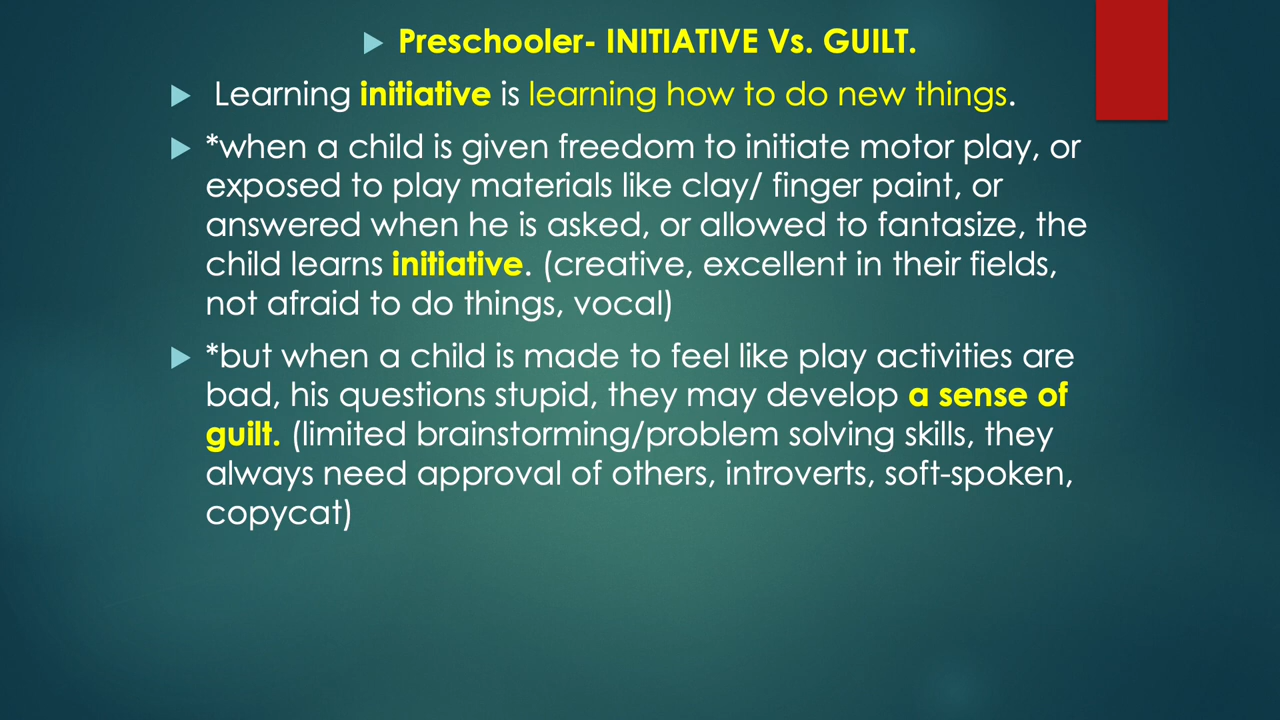 Preschooler- INITIATIVE Vs. GUILT.
Learning initiative is learning how to do new things.
*when a child is given freedom to initiate motor play, or
exposed to play materials like clay/ finger paint, or
answered when he is asked, or allowed to fantasize, the
child learns initiative. (creative, excellent in their fields,
not afraid to do things, vocal)
*but when a child is made to feel like play activities are
bad, his questions stupid, they may develop a sense of
guilt. (limited brainstorming/problem solving skills, they
always need approval of others, introverts, soft-spoken,
copycat)